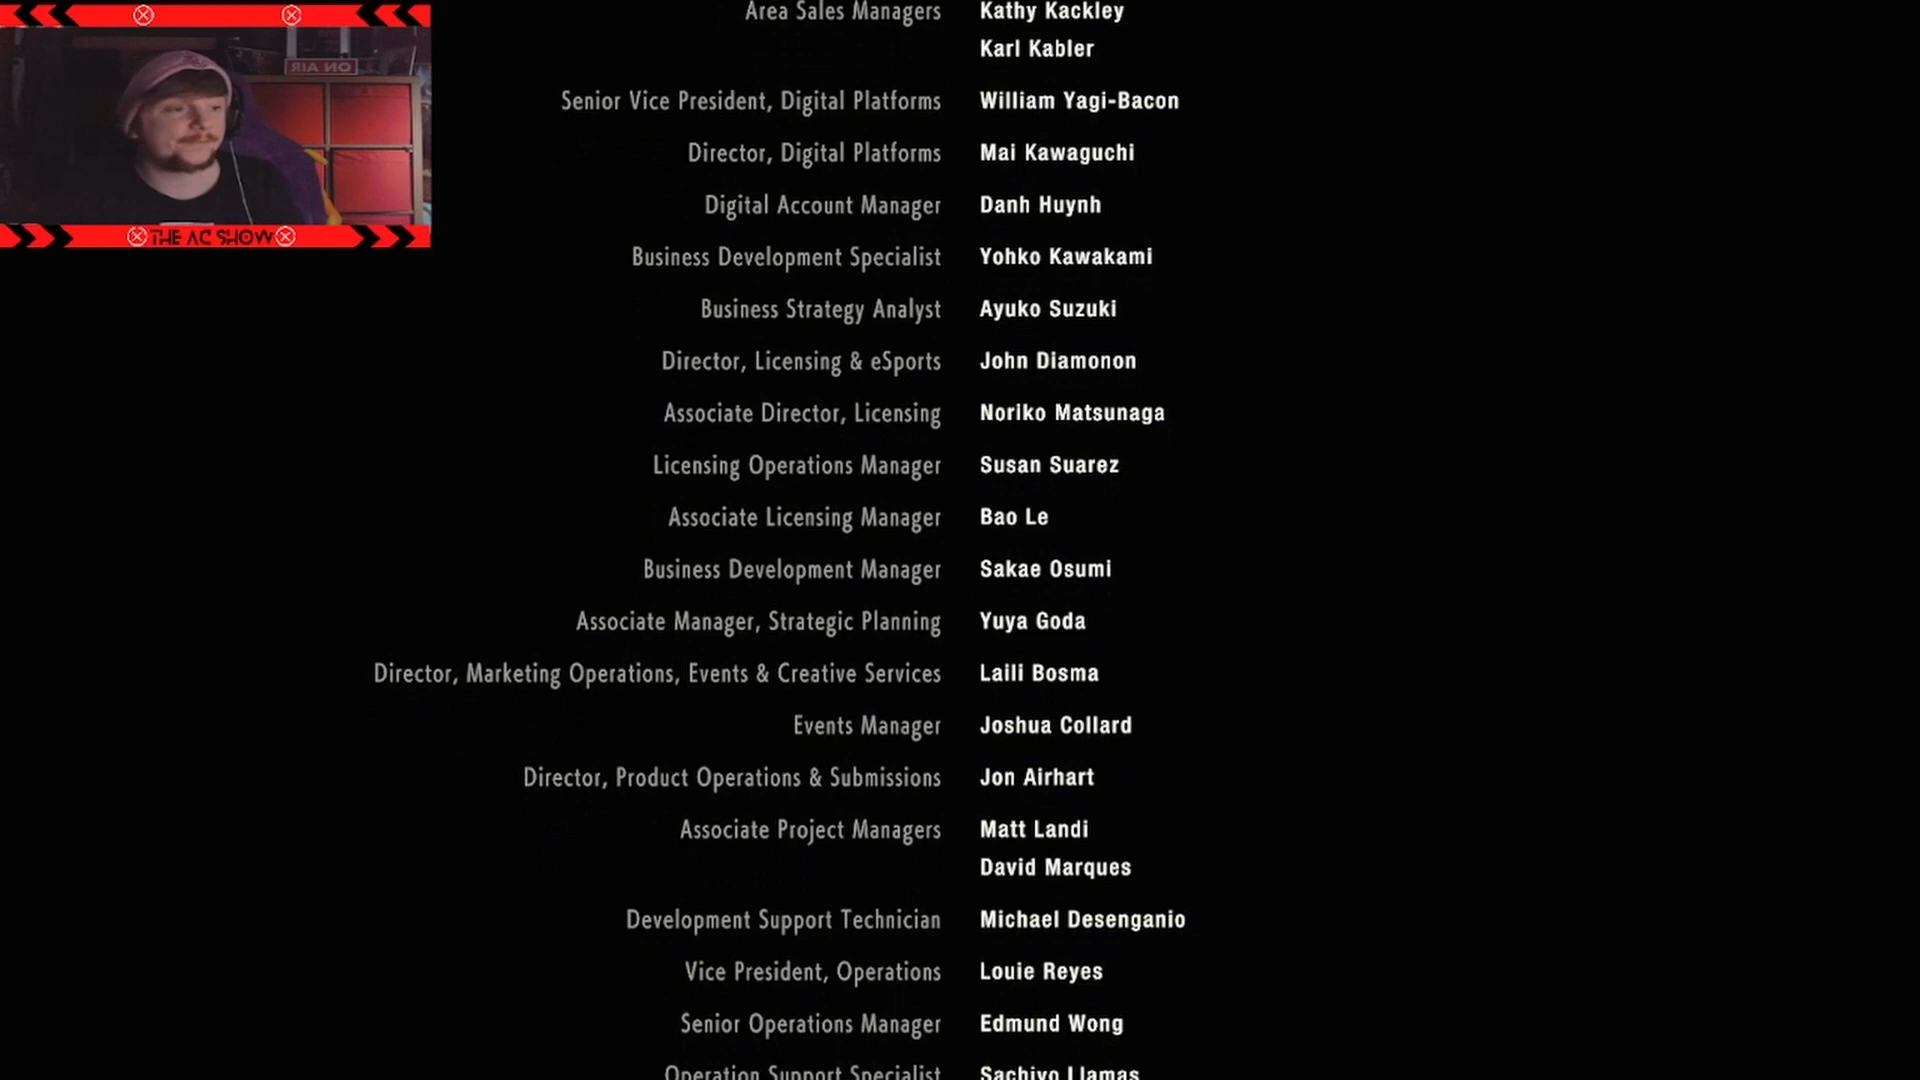 Area Sales Managers Kathy Kackley
Karl Kabler
ON AIR
Senior Vice President, Digital Platforms William Yagi-Bacon
Director, Digital Platforms Mai Kawaguchi
Digital Account Manager Danh Huynh
THE AC SHOW
Business Development Specialist Yohko Kawakami
Business Strategy Analyst Ayuko Suzuki
Director, Licensing & eSports John Diamonon
Associate Director, Licensing Noriko Matsunaga
Licensing Operations Manager Susan Suarez
Associate Licensing Manager Bao Le
Business Development Manager Sakae Osumi
Associate Manager, Strategic Planning Yuya Goda
Director, Marketing Operations, Events & Creative Services Laili Bosma
Events Manager Joshua Collard
Director, Product Operations & Submissions Jon Airhart
Associate Project Managers Matt Landi
David Marques
Development Support Technician Michael Desenganio
Vice President, Operations Louie Reyes
Senior Operations Manager Edmund Wong
Operation Support Specialist Sachiyo Llamas